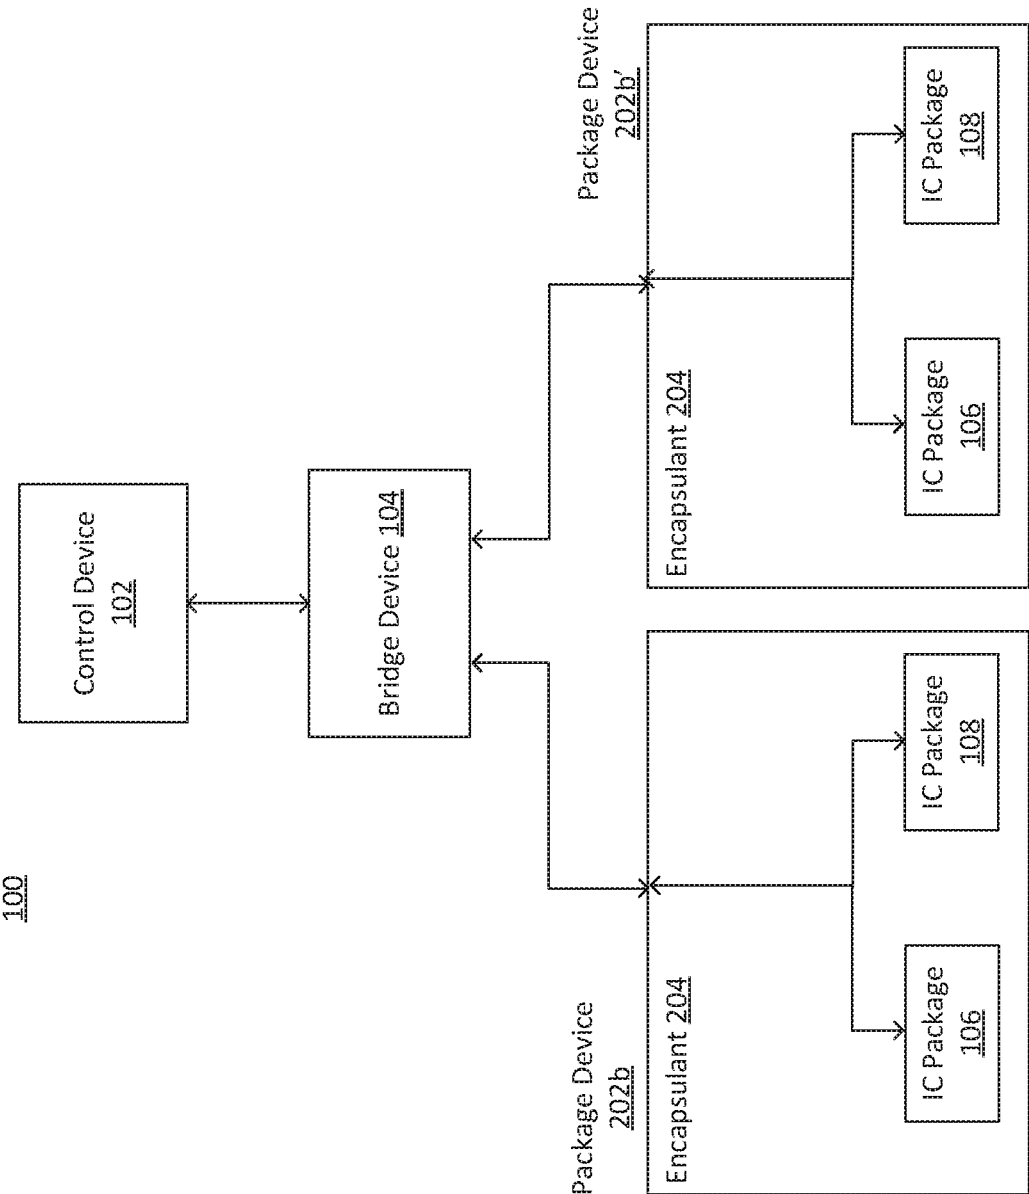 100
Control Device
102
Bridge Device 104
Package Device
202b
Encapsulant 204
IC Package
106
IC Package
108
Package Device
202b’
Encapsulant 204
IC Package
106
IC Package
108